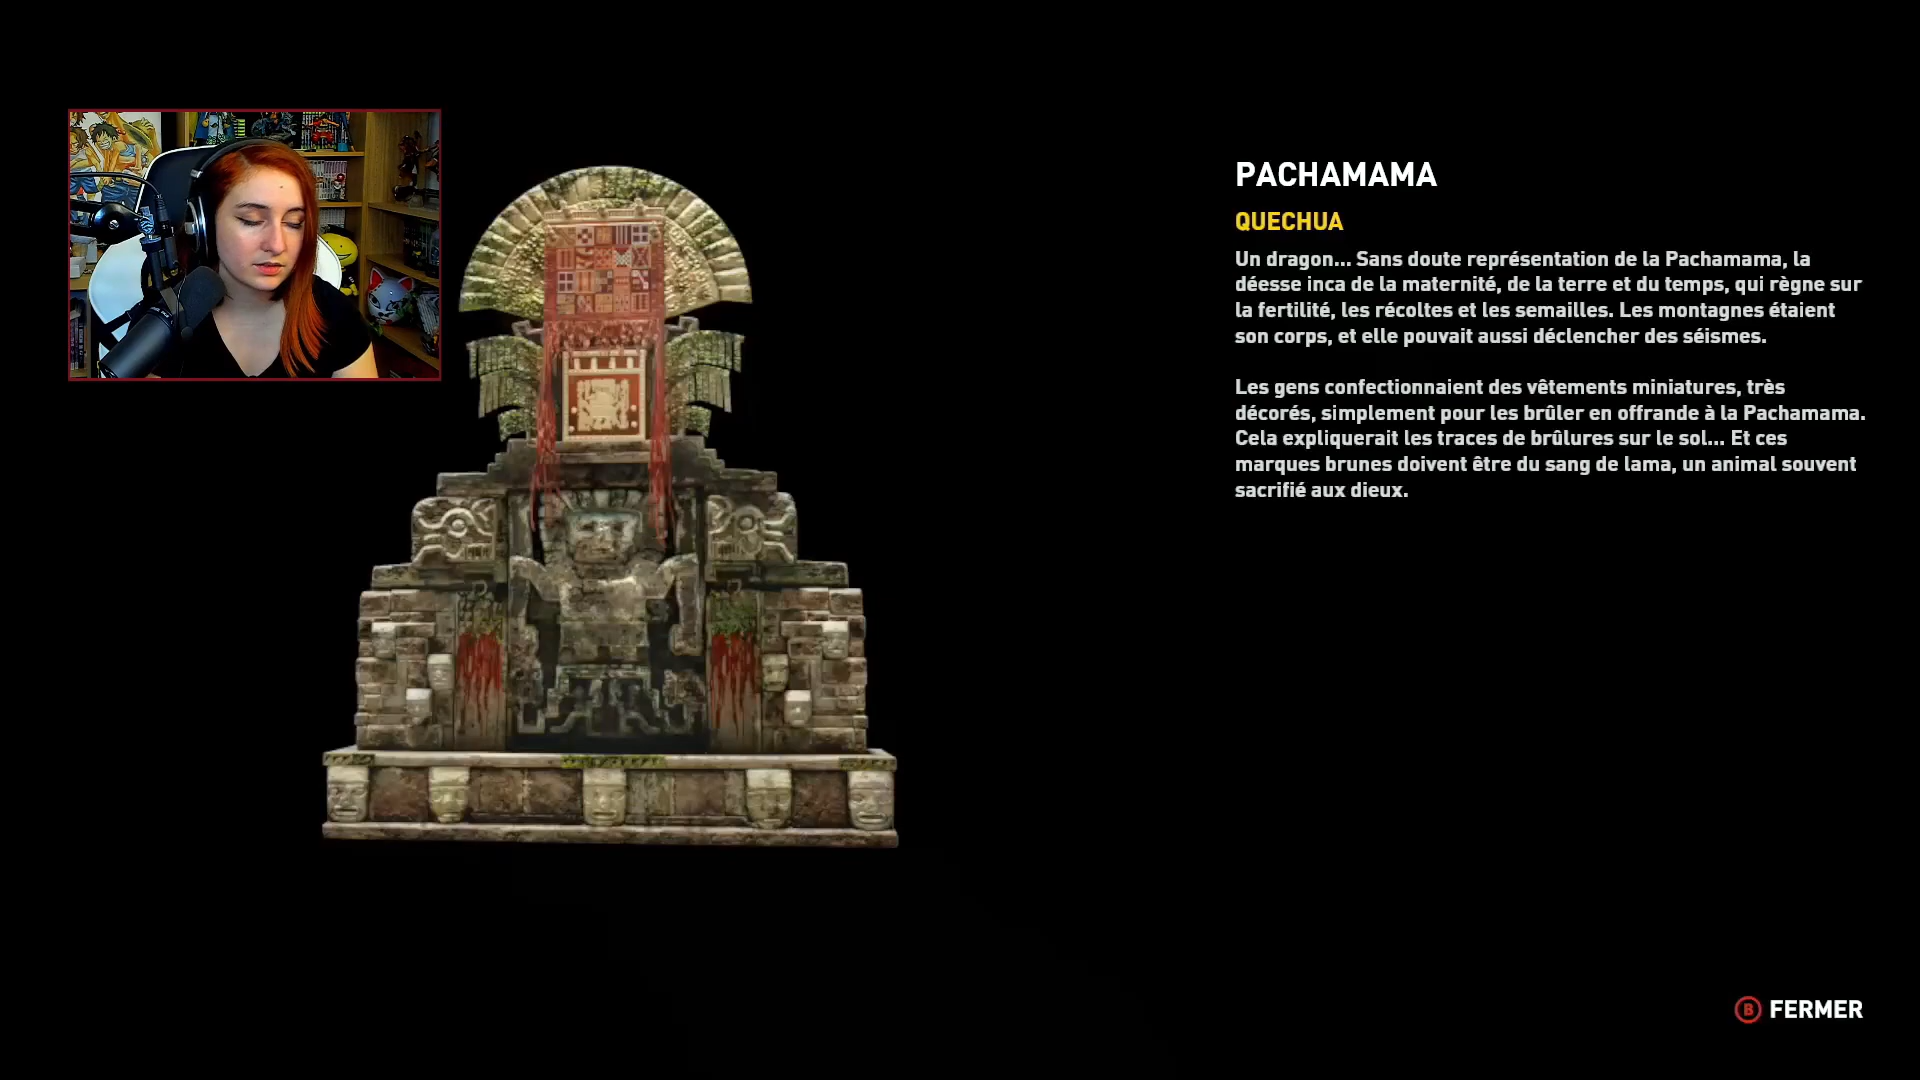 PACHAMAMA
QUECHUA
Un dragon... Sans doute représentation de la Pachamama, la
déesse inca de la maternité, de la terre et du temps, qui règne sur
la fertilité, les récoltes et les semailles. Les montagnes étaient
son corps, et elle pouvait aussi déclencher des séismes.
Les gens confectionnaient des vêtements miniatures, très
décorés, simplement pour les brûler en offrande à la Pachamama.
Cela expliquerait les traces de brûlures sur le sol... Et ces
marques brunes doivent être du sang de lama, un animal souvent
sacrifié aux dieux.
B FERMER